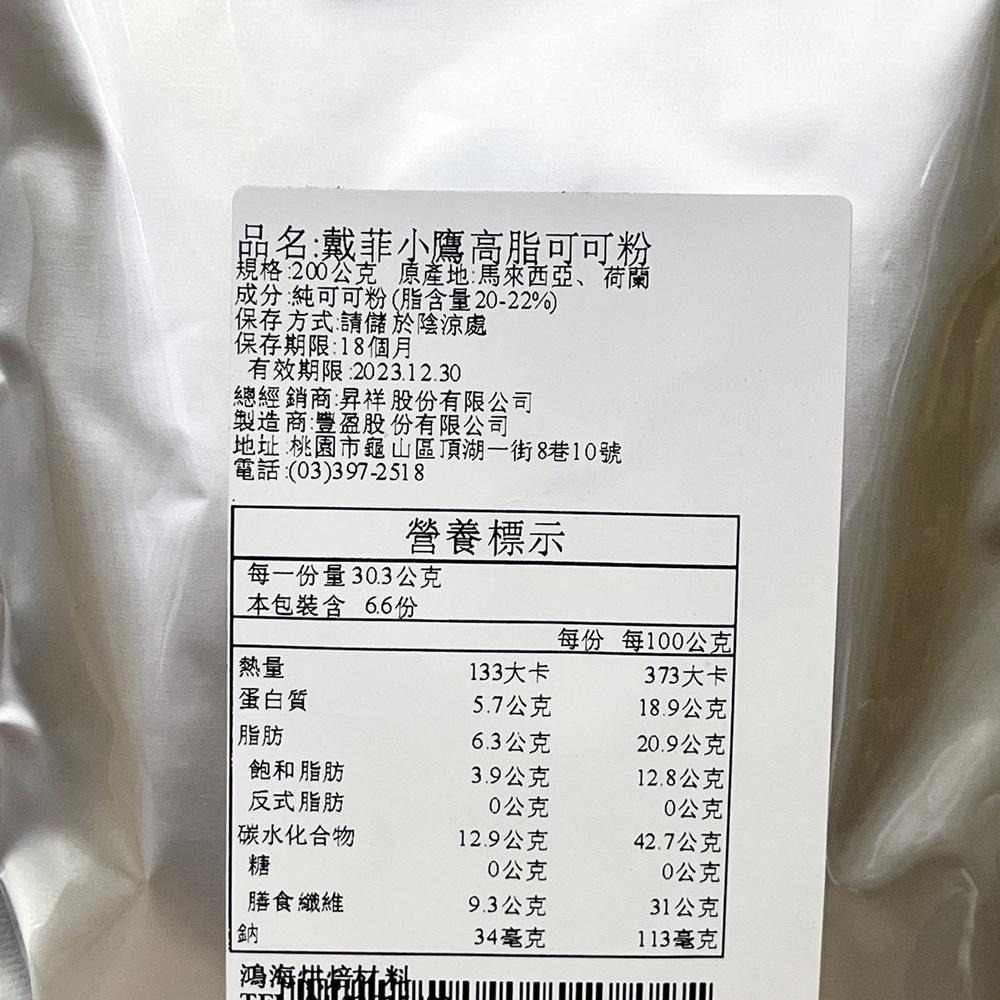 品名:戴菲小鷹高脂可可粉
規格:200公克 原產地:馬來西亞、荷蘭
成分:純可可粉(脂含量20-22%)
保存方式:請儲於陰涼處
保存期限:18個月
有效期限:2023.12.30
總經銷商:昇祥股份有限公司
製造商:豐盈股份有限公司
地址:桃園市龜山區頂湖一街8巷10號
電話:(03)397-2518
營養標示
每一份量30.3公克
本包裝含 6.6份
每份 每100公克
熱量 133大卡 373大卡
蛋白質 5.7公克 18.9公克
脂肪 6.3公克 20.9公克
飽和脂肪 3.9公克 12.8公克
反式脂肪 0公克 0公克
碳水化合物 12.9公克 42.7公克
糖 0公克 0公克
膳食纖維 9.3公克 31公克
鈉 34毫克 113毫克
鴻海烘焙材料